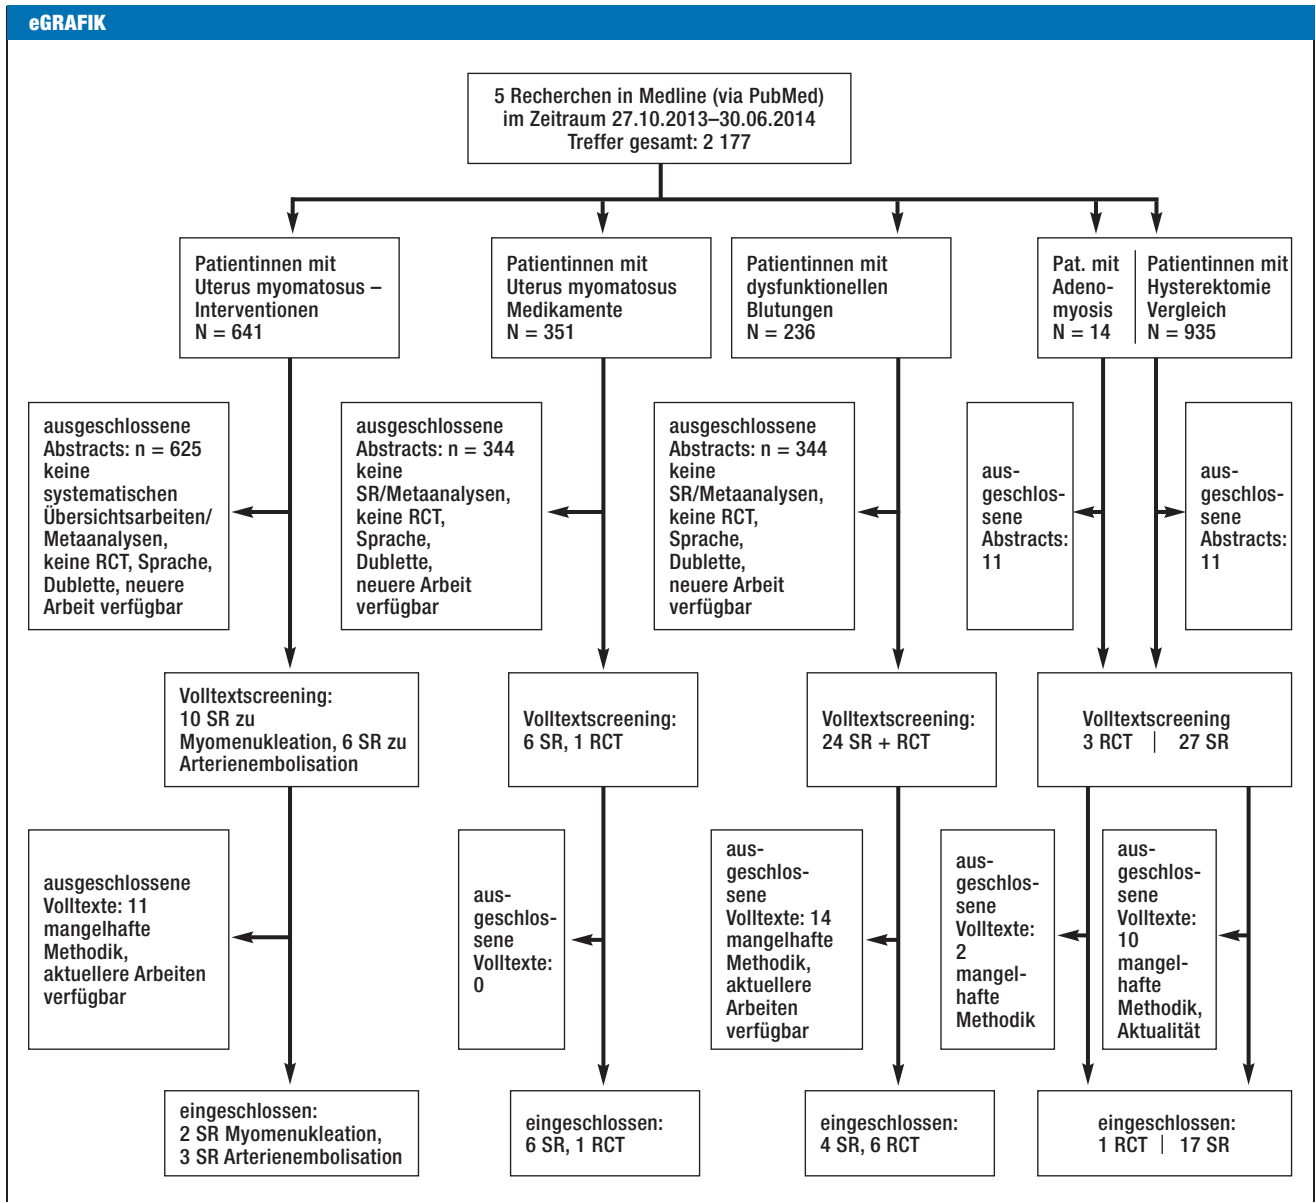 eGRAFIK
5 Recherchen in Medline (via PubMed)
im Zeitraum 27.10.2013–30.06.2014
Treffer gesamt: 2 177
Patientinnen mit
Uterus myomatosus –
Interventionen
N = 641
Patientinnen mit
Uterus myomatosus
Medikamente
N = 351
Patientinnen mit
dysfunktionellen
Blutungen
N = 236
Pat. mit
Adeno-
myosis
N = 14
Patientinnen mit
Hysterektomie
Vergleich
N = 935
ausgeschlossene
Abstracts: n = 625
keine
systematischen
Übersichtsarbeiten/
Metaanalysen,
keine RCT, Sprache,
Dublette, neuere
Arbeit verfügbar
ausgeschlossene
Abstracts: n = 344
keine
SR/Metaanalysen,
keine RCT,
Sprache,
Dublette,
neuere Arbeit
verfügbar
ausgeschlossene
Abstracts: n = 344
keine
SR/Metaanalysen,
keine RCT,
Sprache,
Dublette,
neuere Arbeit
verfügbar
aus-
geschlos-
sene
Abstracts:
11
aus-
geschlos-
sene
Abstracts:
11
Volltextscreening:
10 SR zu
Myomenukleation, 6 SR zu
Arterienembolisation
Volltextscreening:
6 SR, 1 RCT
Volltextscreening:
24 SR + RCT
Volltextscreening
3 RCT | 27 SR
ausgeschlossene
Volltexte: 11
mangelhafte
Methodik,
aktuellere Arbeiten
verfügbar
aus-
geschlos-
sene
Volltexte:
0
aus-
geschlos-
sene
Volltexte: 14
mangelhafte
Methodik,
aktuellere
Arbeiten
verfügbar
aus-
geschlos-
sene
Volltexte:
2
mangel-
hafte
Methodik
aus-
geschlos-
sene
Volltexte:
10
mangel-
hafte
Methodik,
Aktualität
eingeschlossen:
2 SR Myomenukleation,
3 SR Arterienembolisation
eingeschlossen:
6 SR, 1 RCT
eingeschlossen:
4 SR, 6 RCT
eingeschlossen:
1 RCT | 17 SR